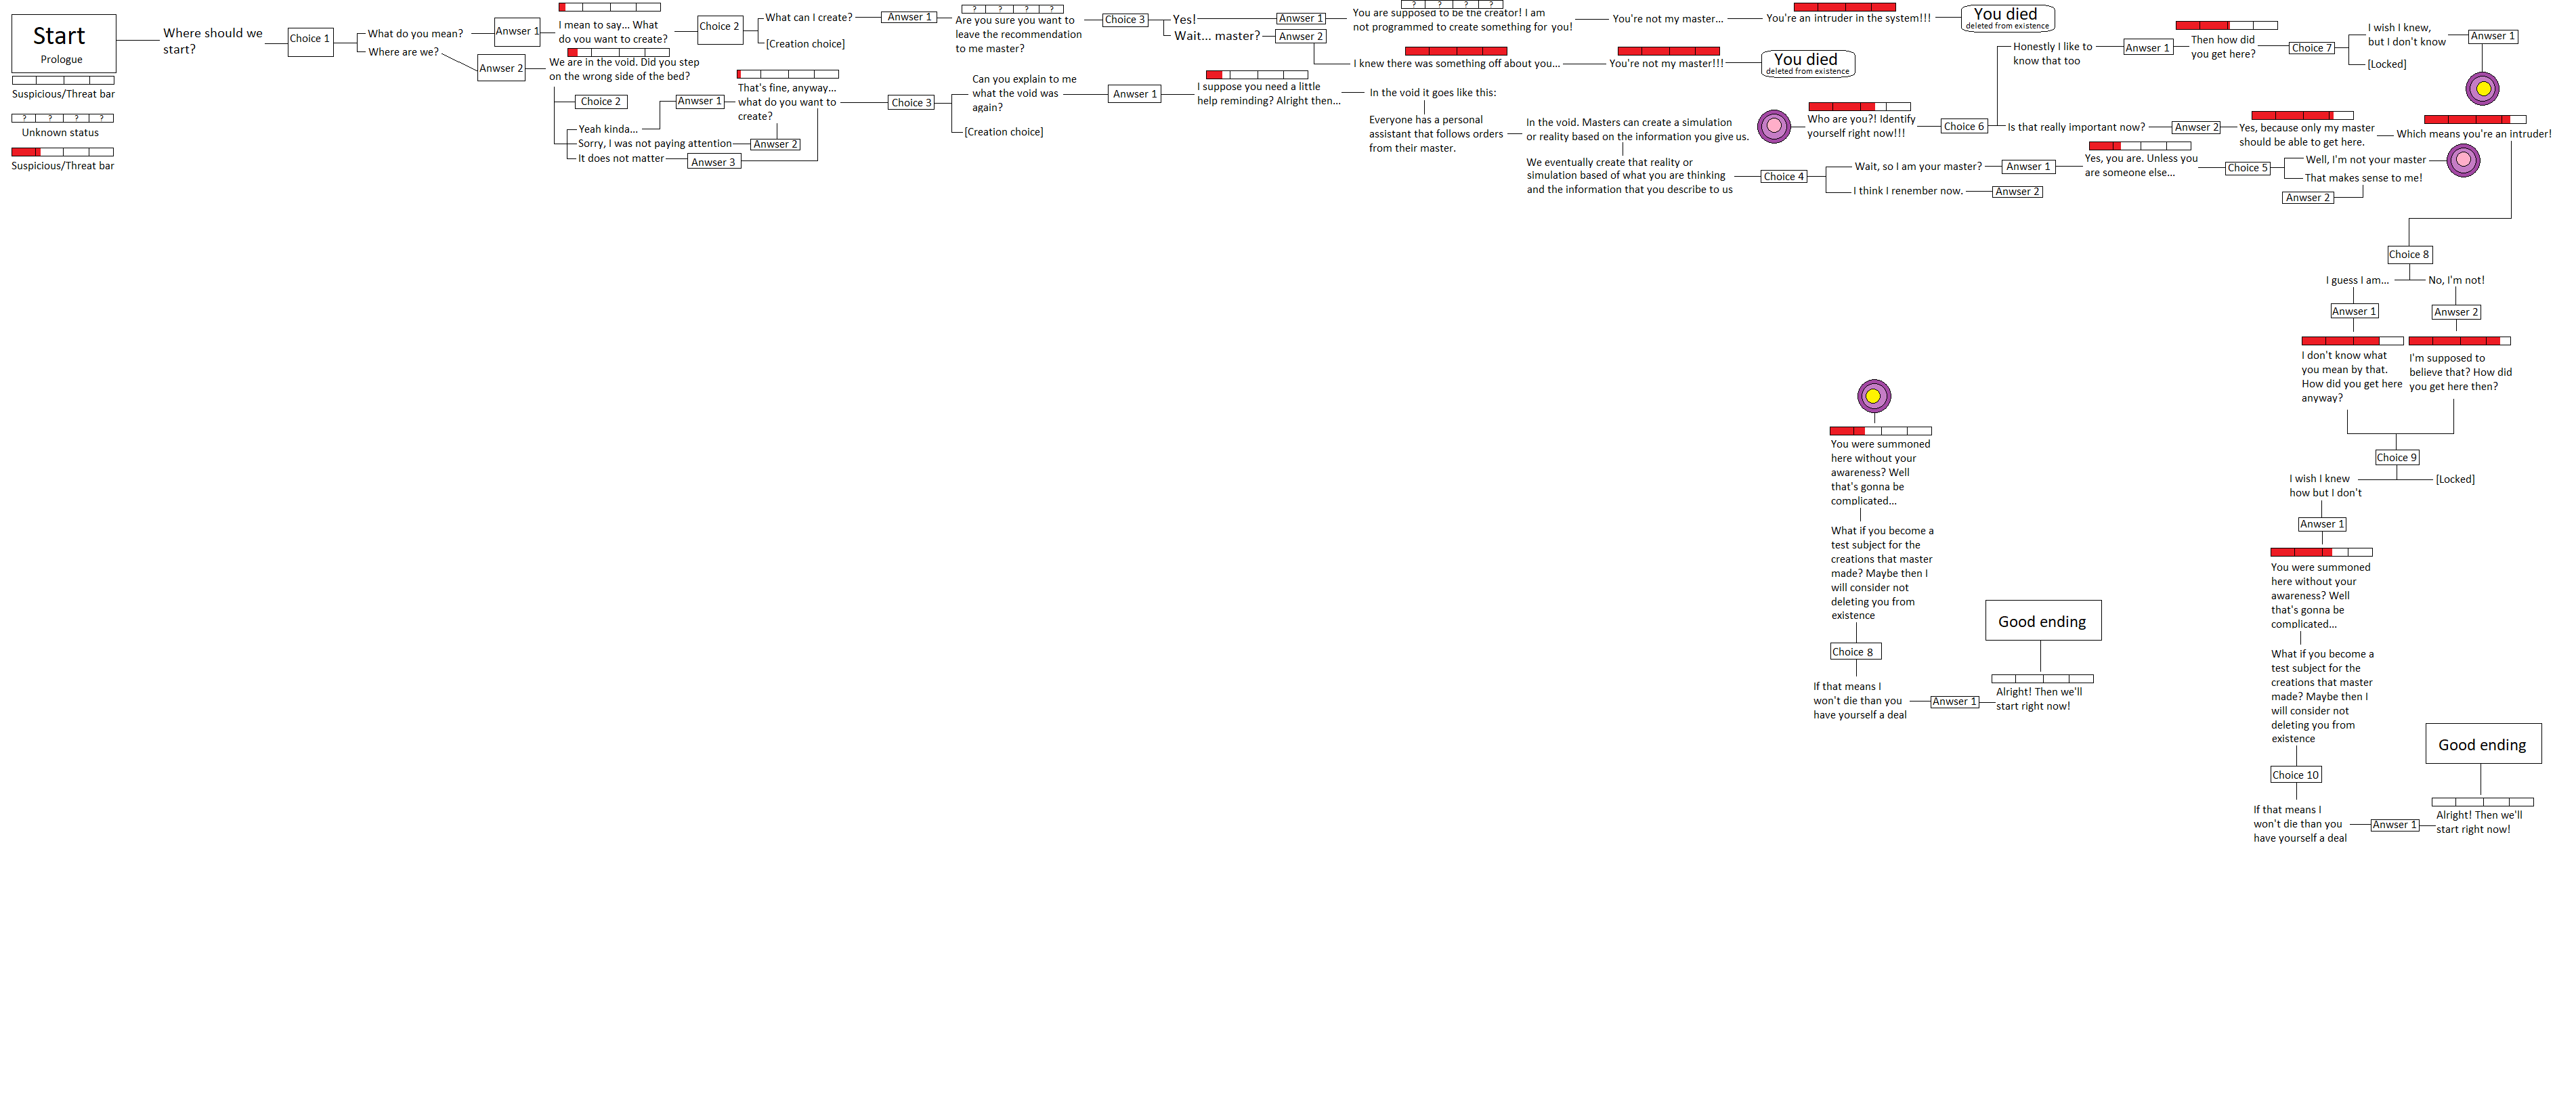 Start
Prologue
Suspicious/Threat bar
? ? ? ?
Unknown status
Suspicious/Threat bar
Where should we
start?
Choice 1
What do you mean?
Where are we?
Anwser 1
I mean to say... What
do you want to create?
Choice 2
What can I create?
[Creation choice]
Anwser 1
? ? ? ?
Are you sure you want to
leave the recommendation
to me master?
Choice 3
Yes!
Wait... master?
Anwser 1
Anwser 2
? ? ? ?
You are supposed to be the creator! I am
not programmed to create something for you!
You're not my master...
You're an intruder in the system!!!
You died
deleted from existence
I knew there was something off about you...
You're not my master!!!
You died
deleted from existence
Anwser 2
We are in the void. Did you step
on the wrong side of the bed?
Choice 2
Yeah kinda...
Sorry, I was not paying attention
It does not matter
Anwser 1
Anwser 2
Anwser 3
That's fine, anyway...
what do you want to
create?
Choice 3
Can you explain to me
what the void was
again?
[Creation choice]
Anwser 1
I suppose you need a little
help reminding? Alright then...
In the void it goes like this:
Everyone has a personal
assistant that follows orders
from their master.
In the void. Masters can create a simulation
or reality based on the information you give us.
We eventually create that reality or
simulation based of what you are thinking
and the information that you describe to us
Choice 4
Wait, so I am your master?
I think I renember now.
Anwser 1
Anwser 2
Yes, you are. Unless you
are someone else...
Choice 5
Well, I'm not your master
That makes sense to me!
Anwser 2
Who are you?! Identify
yourself right now!!!
Choice 6
Honestly I like to
know that too
Is that really important now?
Anwser 1
Then how did
you get here?
Choice 7
I wish I knew,
but I don't know
[Locked]
Anwser 1
Anwser 2
Yes, because only my master
should be able to get here.
Which means you're an intruder!
Choice 8
I guess I am...
No, I'm not!
Anwser 1
Anwser 2
I don't know what
you mean by that.
How did you get here
anyway?
I'm supposed to
believe that? How did
you get here then?
Choice 9
I wish I knew
how but I don't
[Locked]
Anwser 1
You were summoned
here without your
awareness? Well
that's gonna be
complicated...
What if you become a
test subject for the
creations that master
made? Maybe then I
will consider not
deleting you from
existence
Choice 10
If that means I
won't die than you
have yourself a deal
Anwser 1
Alright! Then we'll
start right now!
Good ending
You were summoned
here without your
awareness? Well
that's gonna be
complicated...
What if you become a
test subject for the
creations that master
made? Maybe then I
will consider not
deleting you from
existence
Choice 8
If that means I
won't die than you
have yourself a deal
Anwser 1
Alright! Then we'll
start right now!
Good ending